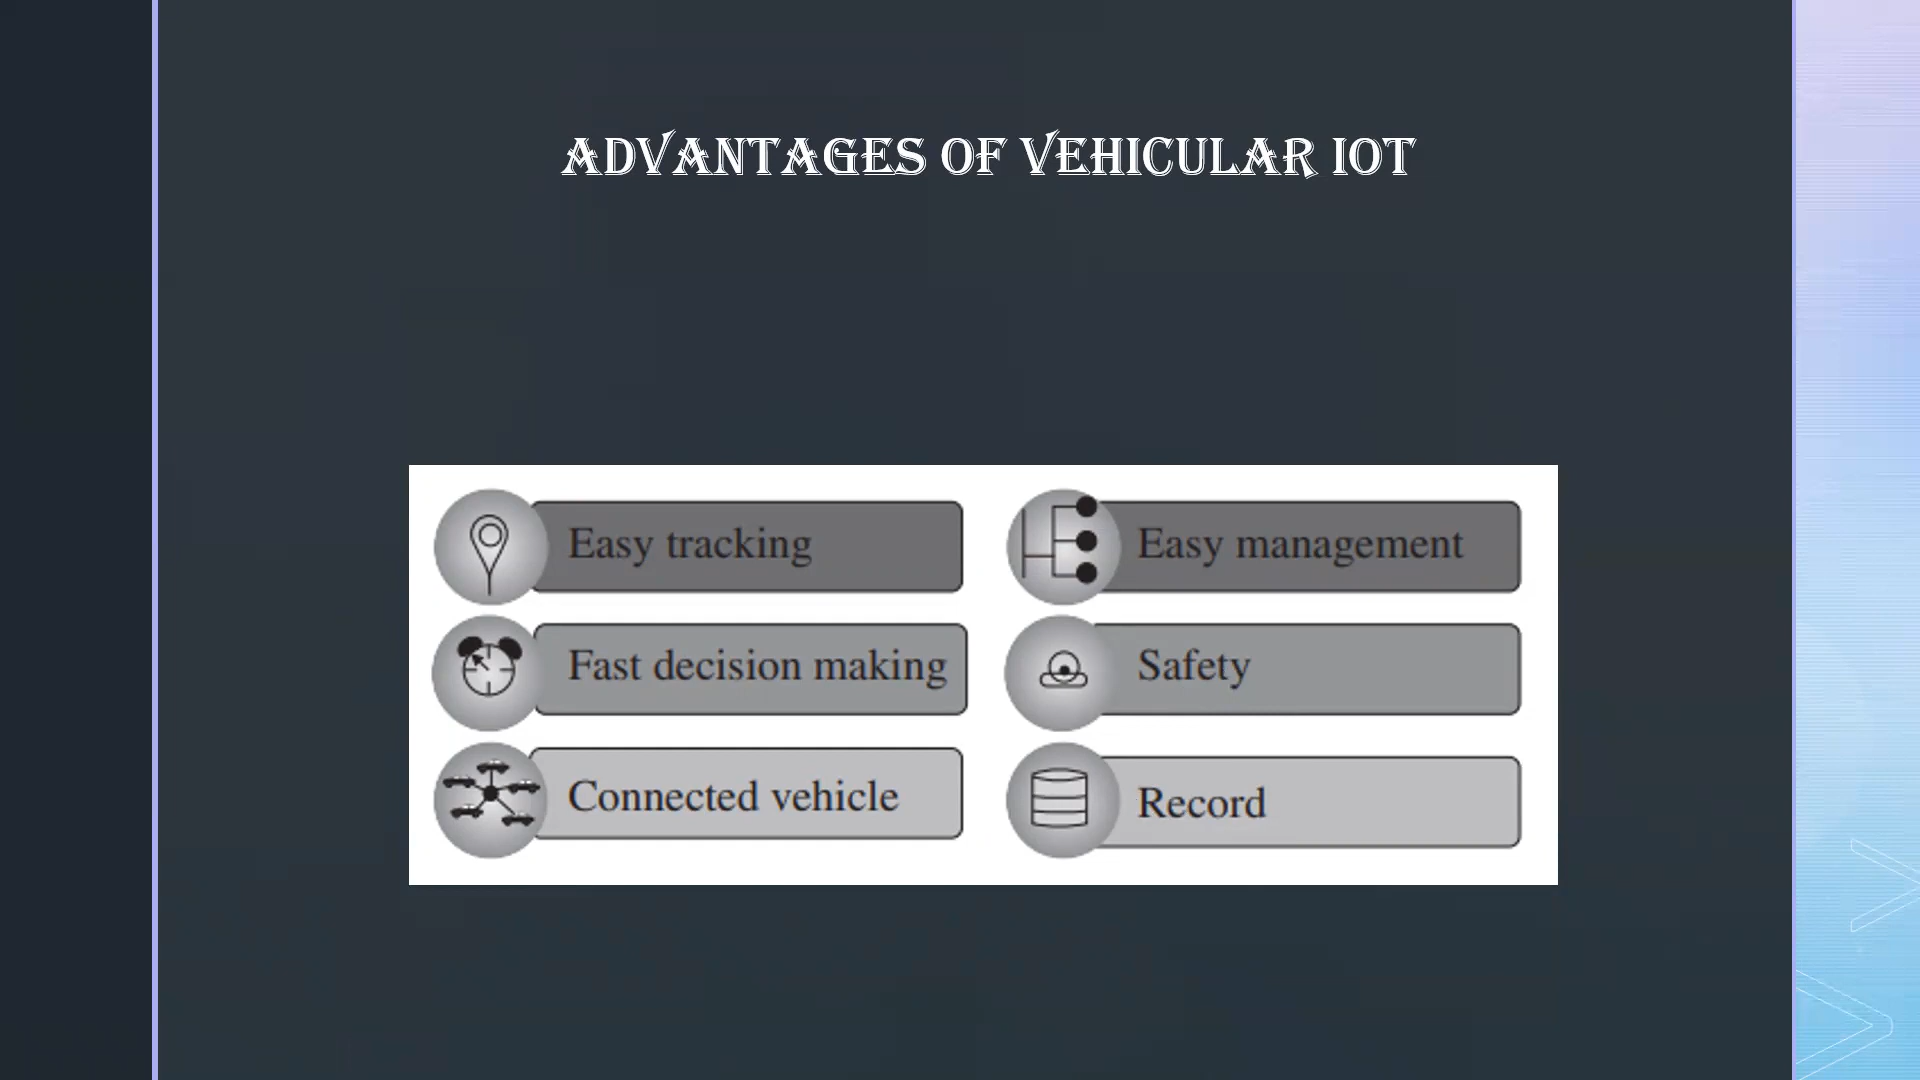 ADVANTAGES OF VEHICULAR IOT
Easy tracking
Easy management
Fast decision making
Safety
Connected vehicle
Record